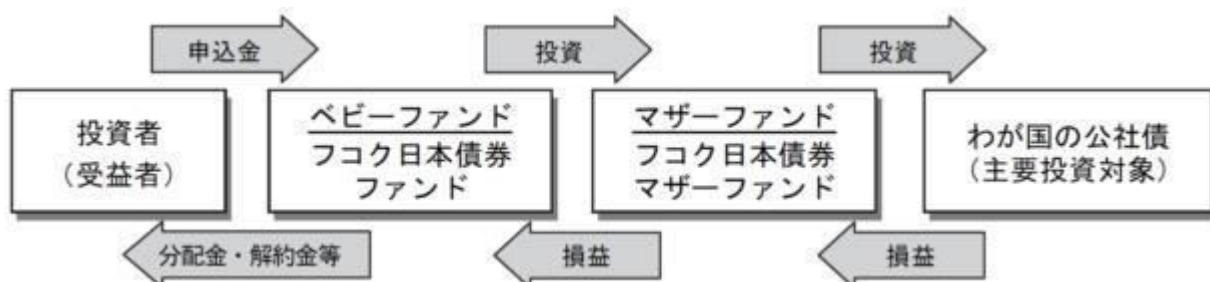 申込金
投資
投資
投資者
（受益者）
ベビーファンド
フコク日本債券
ファンド
マザーファンド
フコク日本債券
マザーファンド
わが国の公社債
（主要投資対象）
分配金・解約金等
損益
損益